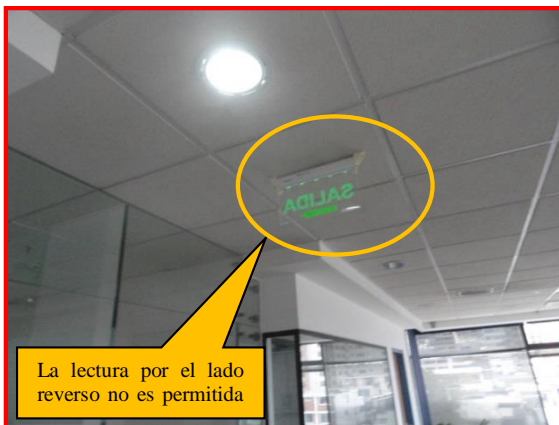 SALIDA
La lectura por el lado
reverso no es permitida